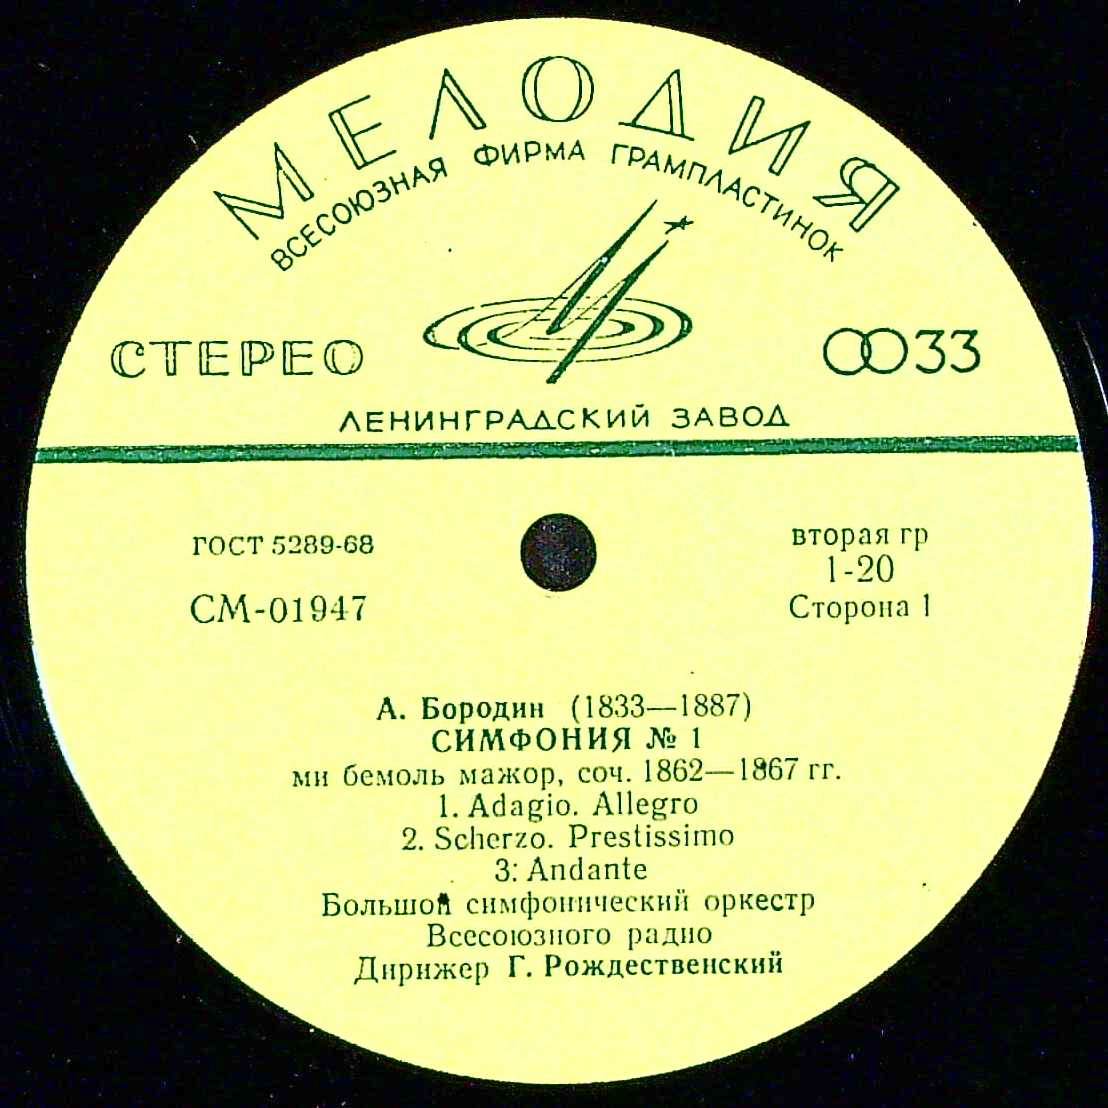 МЕЛОДИЯ
ВСЕСОЮЗНАЯ ФИРМА ГРАМПЛАСТИНОК
СТЕРЕО
33
ЛЕНИНГРАДСКИЙ ЗАВОД
ГОСТ 5289-68
СМ-01947
вторая гр
1-20
Сторона 1
А. Бородин (1833—1887)
СИМФОНИЯ № 1
ми бемоль мажор, соч. 1862—1867 гг.
1. Adagio. Allegro
2. Scherzo. Prestissimo
3. Andante
Большой симфонический оркестр
Всесоюзного радио
Дирижер Г. Рождественский